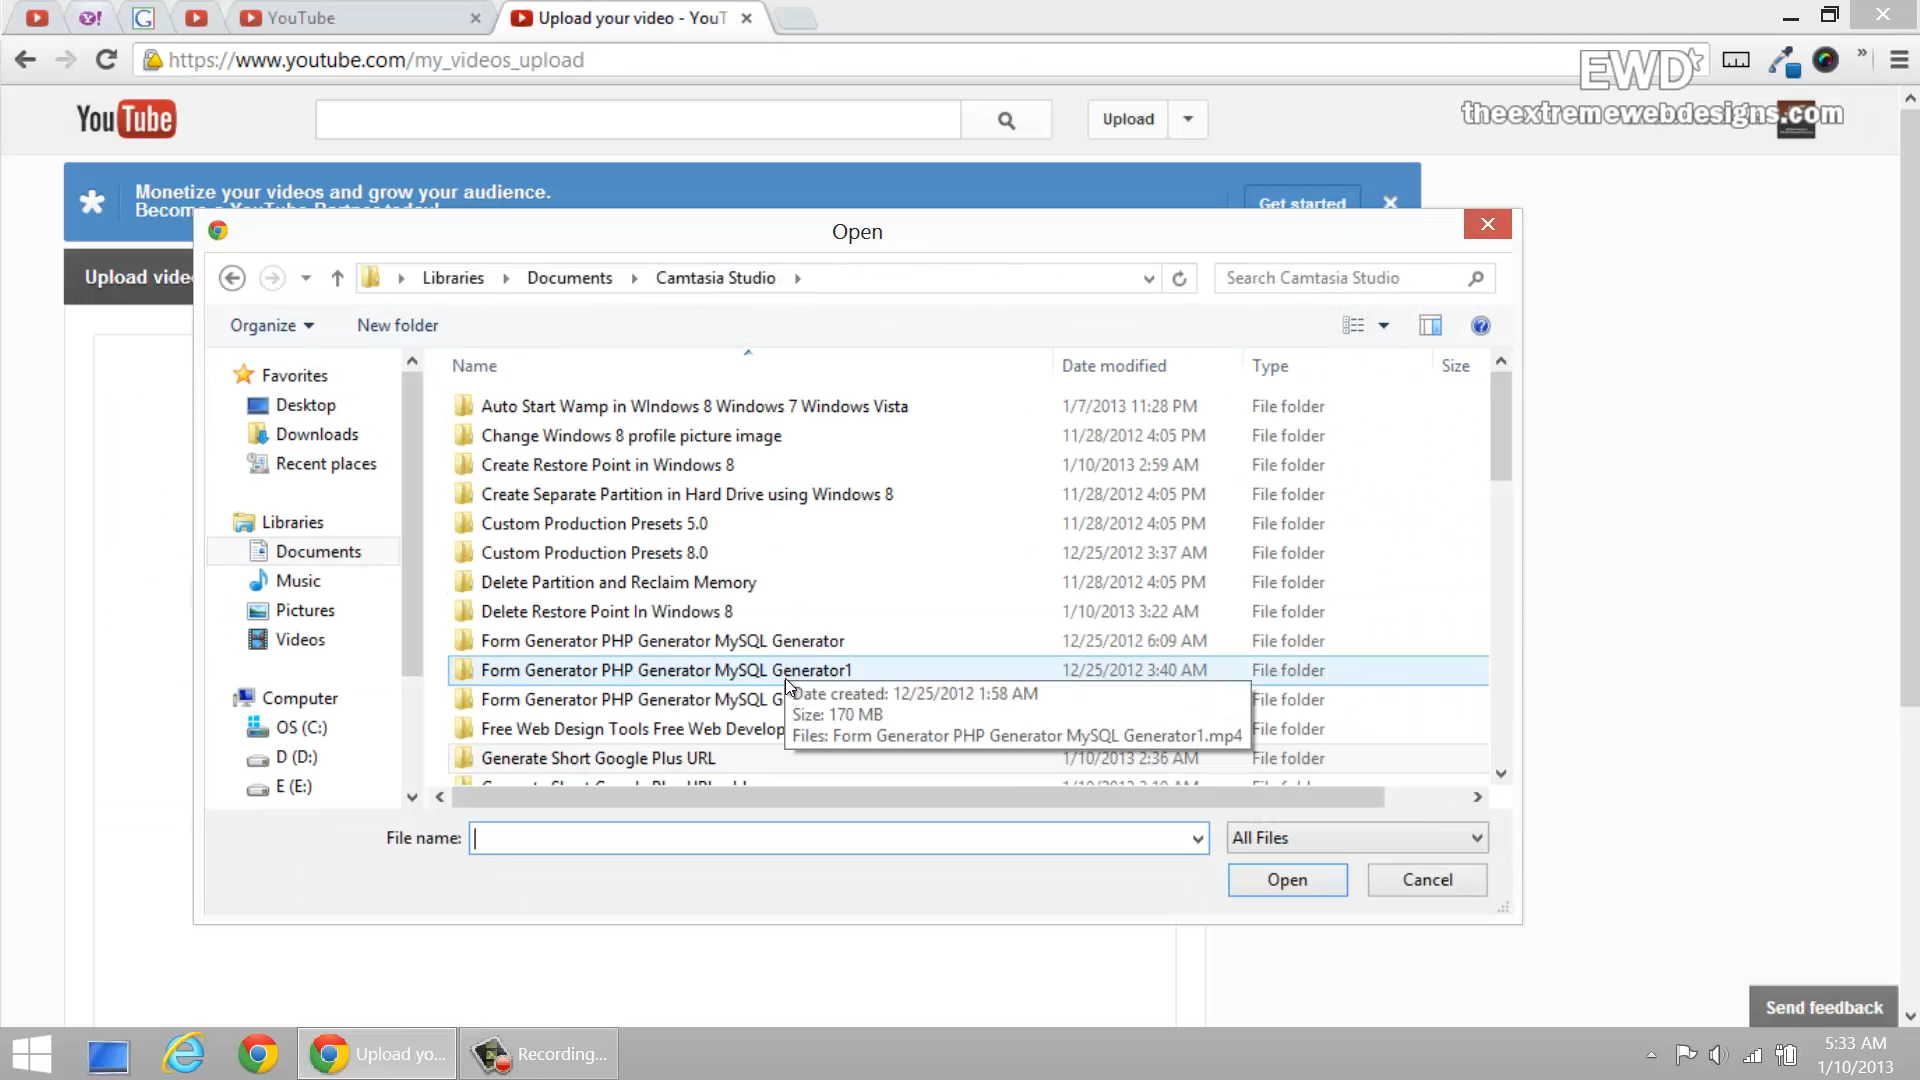 YouTube
Upload your video - YouT
https://www.youtube.com/my_videos_upload
EWD
theextremewebdesigns.com
YouTube
Upload
Monetize your videos and grow your audience.
Become a YouTube Partner today!
Get started
Upload vide
Open
Libraries
Documents
Camtasia Studio
Search Camtasia Studio
Organize
New folder
Name
Date modified
Type
Size
Favorites
Desktop
Downloads
Recent places
Libraries
Documents
Music
Pictures
Videos
Computer
OS (C:)
D (D:)
E (E:)
Auto Start Wamp in WIndows 8 Windows 7 Windows Vista 1/7/2013 11:28 PM File folder
Change Windows 8 profile picture image 11/28/2012 4:05 PM File folder
Create Restore Point in Windows 8 1/10/2013 2:59 AM File folder
Create Separate Partition in Hard Drive using Windows 8 11/28/2012 4:05 PM File folder
Custom Production Presets 5.0 11/28/2012 4:05 PM File folder
Custom Production Presets 8.0 12/25/2012 3:37 AM File folder
Delete Partition and Reclaim Memory 11/28/2012 4:05 PM File folder
Delete Restore Point In Windows 8 1/10/2013 3:22 AM File folder
Form Generator PHP Generator MySQL Generator 12/25/2012 6:09 AM File folder
Form Generator PHP Generator MySQL Generator1 12/25/2012 3:40 AM File folder
Form Generator PHP Generator MySQL G File folder
Free Web Design Tools Free Web Develop File folder
Generate Short Google Plus URL 1/10/2013 2:36 AM File folder
Date created: 12/25/2012 1:58 AM
Size: 170 MB
Files: Form Generator PHP Generator MySQL Generator1.mp4
File name:
All Files
Open
Cancel
Send feedback
Upload yo...
Recording...
5:33 AM
1/10/2013